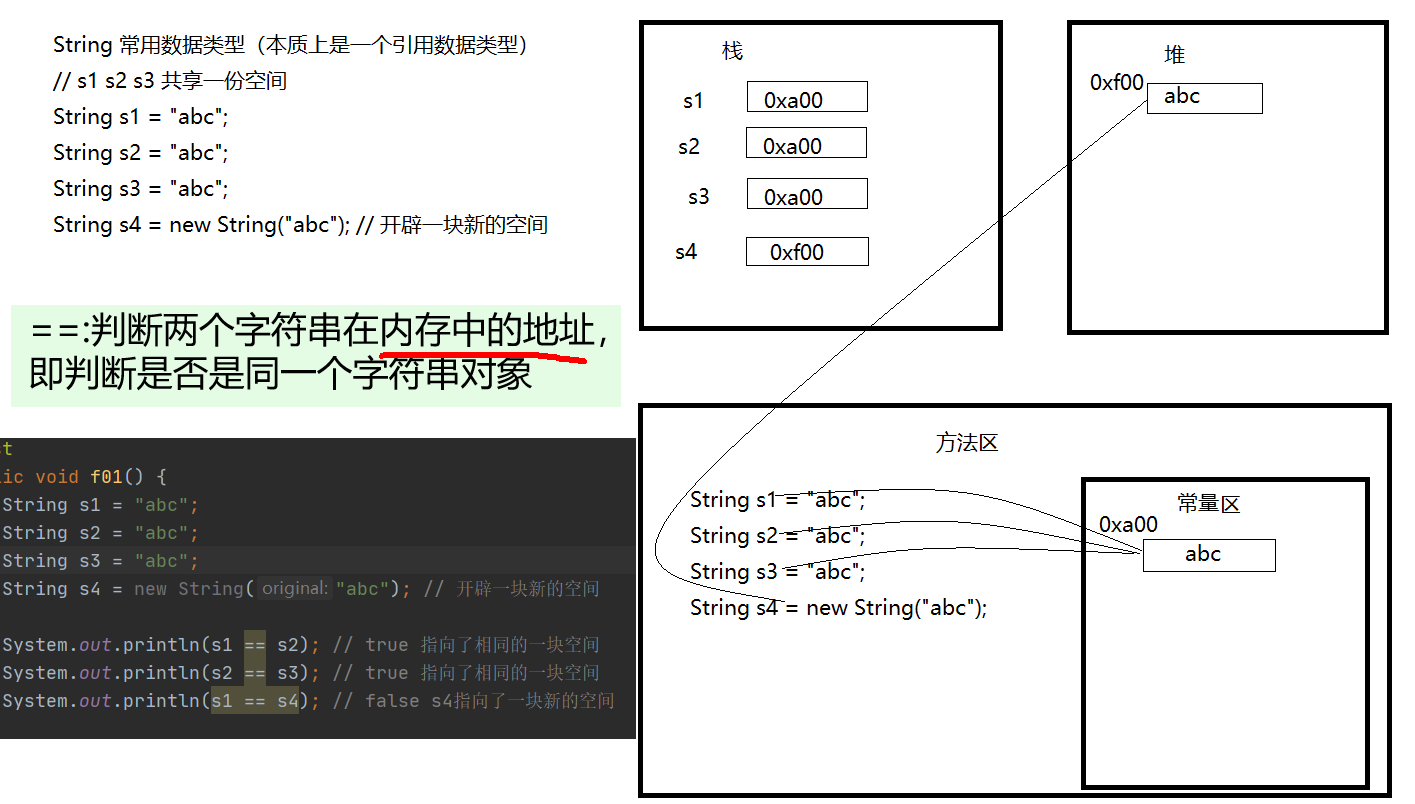 String 常用数据类型（本质上是一个引用数据类型）
// s1 s2 s3 共享一份空间
String s1 = "abc";
String s2 = "abc";
String s3 = "abc";
String s4 = new String("abc"); // 开辟一块新的空间
==:判断两个字符串在内存中的地址，
即判断是否是同一个字符串对象
t
ic void f01() {
String s1 = "abc";
String s2 = "abc";
String s3 = "abc";
String s4 = new String( original: "abc"); // 开辟一块新的空间
System.out.println(s1 == s2); // true 指向了相同的一块空间
System.out.println(s2 == s3); // true 指向了相同的一块空间
System.out.println(s1 == s4); // false s4指向了一块新的空间
栈
s1 0xa00
s2 0xa00
s3 0xa00
s4 0xf00
堆
0xf00
abc
方法区
String s1 = "abc";
String s2 = "abc";
String s3 = "abc";
String s4 = new String("abc");
常量区
0xa00
abc